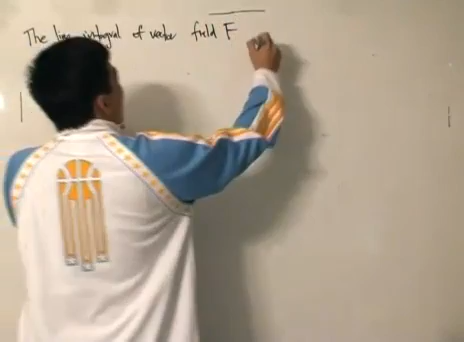 The line integral of vector field F